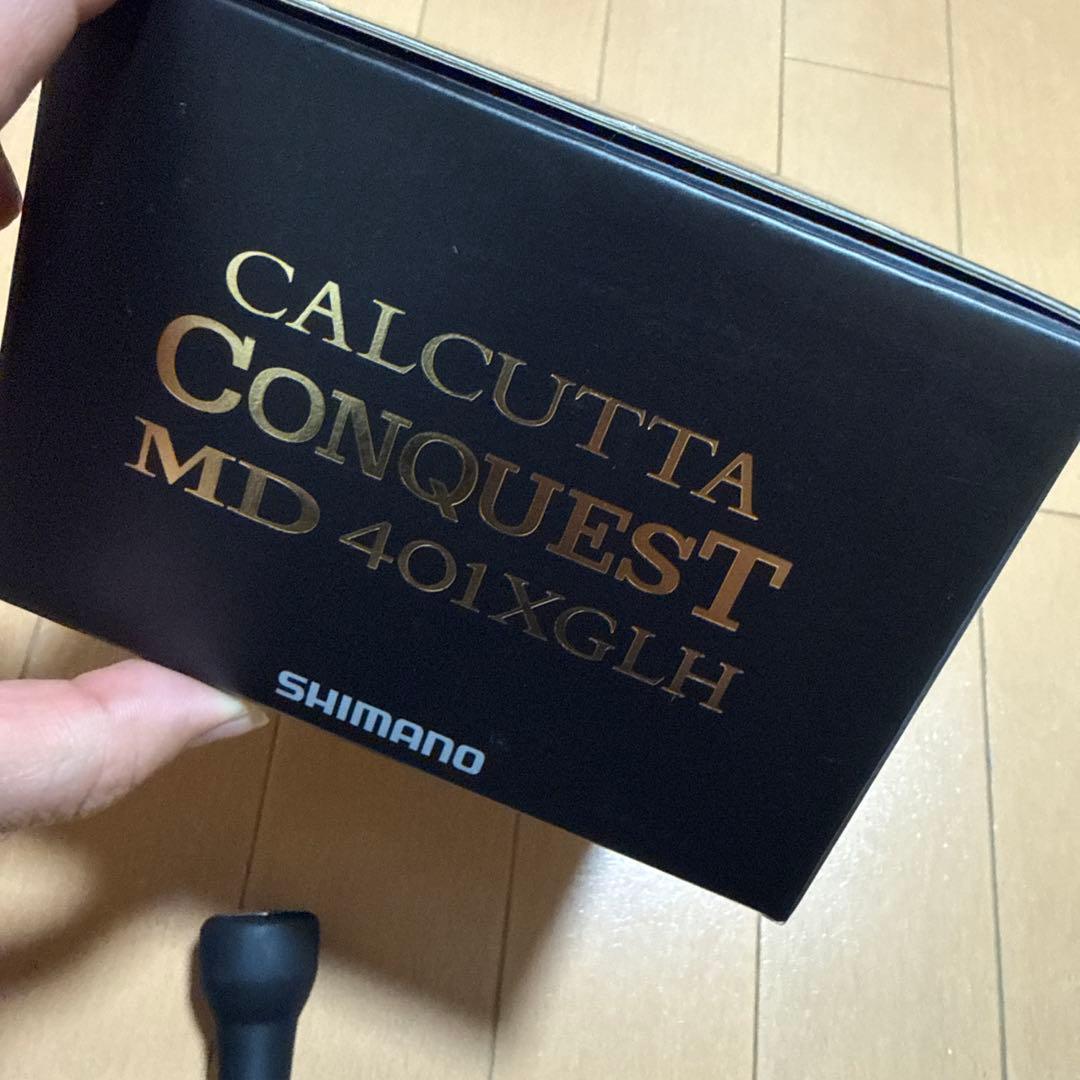 CALCUTTA
CONQUEST
MD 401XGLH
SHIMANO